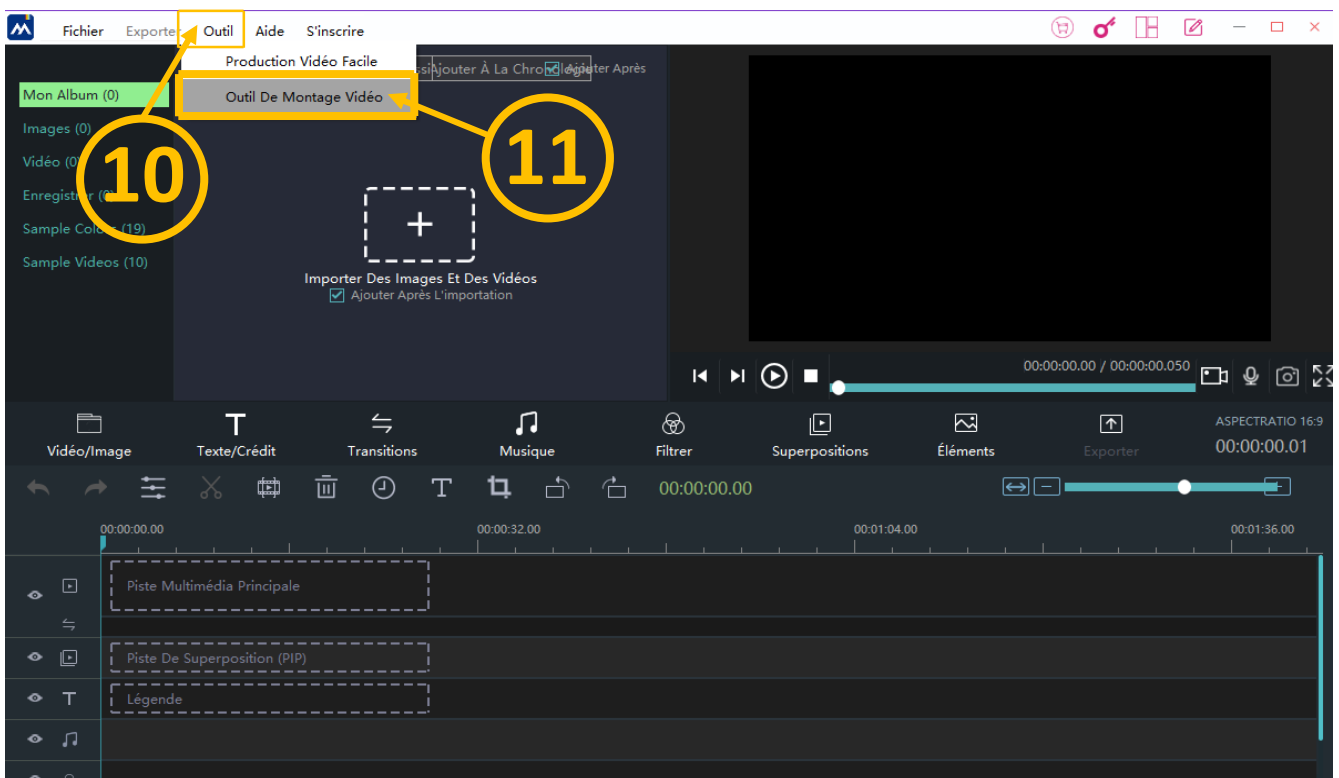 Fichier Exporter Outil Aide S'inscrire
Production Vidéo Facile
Ajouter À La Chronologie
Ajouter Après
Mon Album (0)
Outil De Montage Vidéo
Images (0)
Vidéo (0)
10
11
Enregistrer (0)
Sample Colors (19)
Sample Videos (10)
+
Importer Des Images Et Des Vidéos
Ajouter Après L'importation
00:00:00.00 / 00:00:00.050
Vidéo/Image Texte/Crédit Transitions Musique Filtrer Superpositions Éléments Exporter
ASPECTRATIO 16:9
00:00:00.01
00:00:00.00
00:00:00.00 00:00:32.00 00:01:04.00 00:01:36.00
Piste Multimédia Principale
Piste De Superposition (PIP)
T Légende